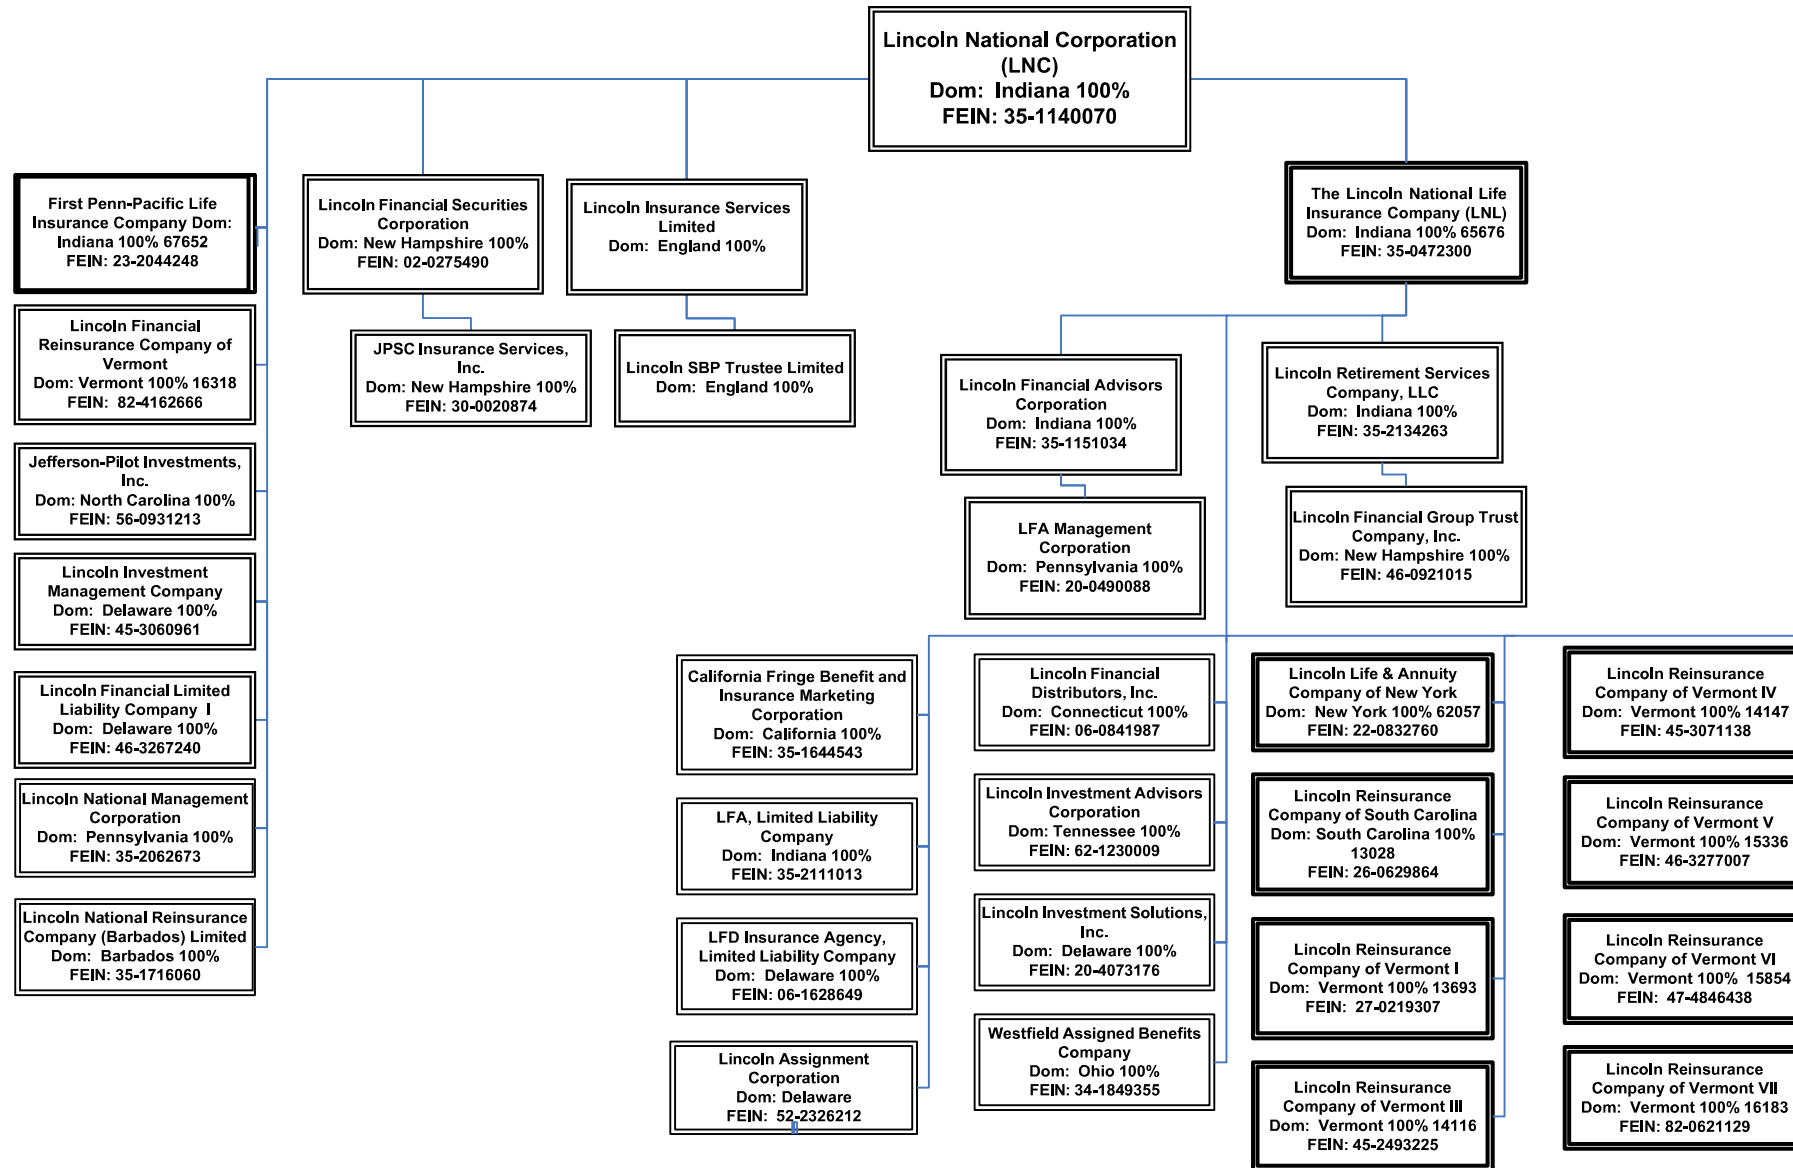 Lincoln National Corporation
(LNC)
Dom:  Indiana 100%
FEIN: 35-1140070
First Penn-Pacific Life
Insurance Company Dom:
Indiana 100% 67652
FEIN: 23-2044248
Lincoln Financial Securities
Corporation
Dom: New Hampshire 100%
FEIN: 02-0275490
Lincoln Insurance Services
Limited
Dom:  England 100%
The Lincoln National Life
Insurance Company (LNL)
Dom: Indiana 100% 65676
FEIN: 35-0472300
Lincoln Financial
Reinsurance Company of
Vermont
Dom: Vermont 100% 16318
FEIN:  82-4162666
JPSC Insurance Services,
Inc.
Dom: New Hampshire 100%
FEIN: 30-0020874
Lincoln SBP Trustee Limited
Dom:  England 100%
Lincoln Financial Advisors
Corporation
Dom:  Indiana 100%
FEIN: 35-1151034
Lincoln Retirement Services
Company, LLC
Dom:  Indiana 100%
FEIN: 35-2134263
Jefferson-Pilot Investments,
Inc.
Dom: North Carolina 100%
FEIN: 56-0931213
LFA Management
Corporation
Dom:  Pennsylvania 100%
FEIN: 20-0490088
Lincoln Financial Group Trust
Company, Inc.
Dom: New Hampshire 100%
FEIN: 46-0921015
Lincoln Investment
Management Company
Dom:  Delaware 100%
FEIN: 45-3060961
Lincoln Financial Limited
Liability Company  I
Dom:  Delaware 100%
FEIN: 46-3267240
Lincoln National Management
Corporation
Dom:  Pennsylvania 100%
FEIN: 35-2062673
Lincoln National Reinsurance
Company (Barbados) Limited
Dom:  Barbados 100%
FEIN: 35-1716060
California Fringe Benefit and
Insurance Marketing
Corporation
Dom:  California 100%
FEIN: 35-1644543
Lincoln Financial
Distributors, Inc.
Dom: Connecticut 100%
FEIN: 06-0841987
Lincoln Life & Annuity
Company of New York
Dom: New York 100% 62057
FEIN: 22-0832760
Lincoln Reinsurance
Company of Vermont IV
Dom:  Vermont 100% 14147
FEIN: 45-3071138
LFA, Limited Liability
Company
Dom:  Indiana 100%
FEIN: 35-2111013
Lincoln Investment Advisors
Corporation
Dom: Tennessee 100%
FEIN: 62-1230009
Lincoln Reinsurance
Company of South Carolina
Dom: South Carolina 100%
13028
FEIN: 26-0629864
Lincoln Reinsurance
Company of Vermont V
Dom:  Vermont 100% 15336
FEIN: 46-3277007
LFD Insurance Agency,
Limited Liability Company
Dom:  Delaware 100%
FEIN: 06-1628649
Lincoln Investment Solutions,
Inc.
Dom:  Delaware 100%
FEIN: 20-4073176
Lincoln Reinsurance
Company of Vermont I
Dom:  Vermont 100% 13693
FEIN:  27-0219307
Lincoln Reinsurance
Company of Vermont VI
Dom:  Vermont 100%  15854
FEIN:  47-4846438
Lincoln Assignment
Corporation
Dom: Delaware
FEIN:  52-2326212
Westfield Assigned Benefits
Company
Dom:  Ohio 100%
FEIN: 34-1849355
Lincoln Reinsurance
Company of Vermont III
Dom:  Vermont 100% 14116
FEIN: 45-2493225
Lincoln Reinsurance
Company of Vermont VII
Dom:  Vermont 100% 16183
FEIN: 82-0621129